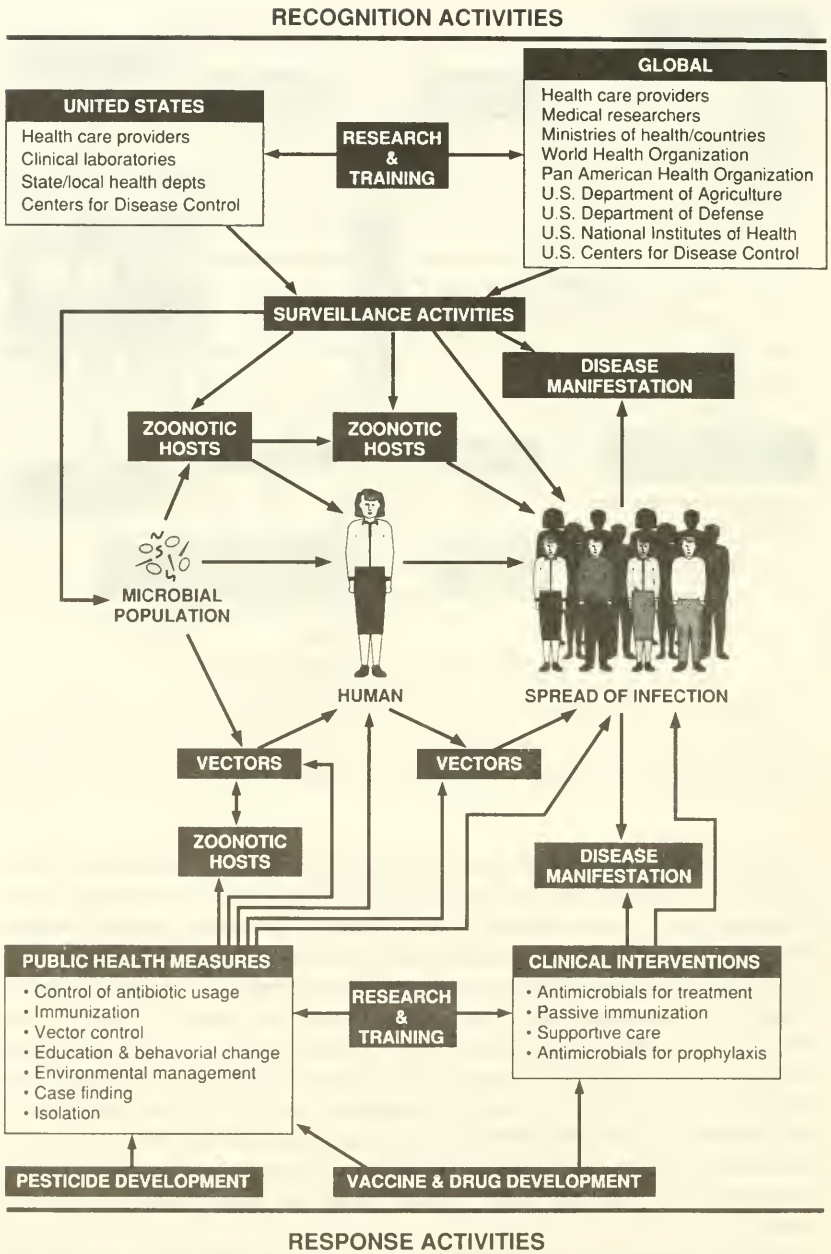 RECOGNITION ACTIVITIES
UNITED STATES
Health care providers
Clinical laboratories
State/local health depts
Centers for Disease Control
RESEARCH
&
TRAINING
GLOBAL
Health care providers
Medical researchers
Ministries of health/countries
World Health Organization
Pan American Health Organization
U.S. Department of Agriculture
U.S. Department of Defense
U.S. National Institutes of Health
U.S. Centers for Disease Control
SURVEILLANCE ACTIVITIES
DISEASE
MANIFESTATION
ZOONOTIC
HOSTS
ZOONOTIC
HOSTS
MICROBIAL
POPULATION
HUMAN
SPREAD OF INFECTION
VECTORS
VECTORS
ZOONOTIC
HOSTS
DISEASE
MANIFESTATION
PUBLIC HEALTH MEASURES
• Control of antibiotic usage
• Immunization
• Vector control
• Education & behavorial change
• Environmental management
• Case finding
• Isolation
RESEARCH
&
TRAINING
CLINICAL INTERVENTIONS
• Antimicrobials for treatment
• Passive immunization
• Supportive care
• Antimicrobials for prophylaxis
PESTICIDE DEVELOPMENT
VACCINE & DRUG DEVELOPMENT
RESPONSE ACTIVITIES